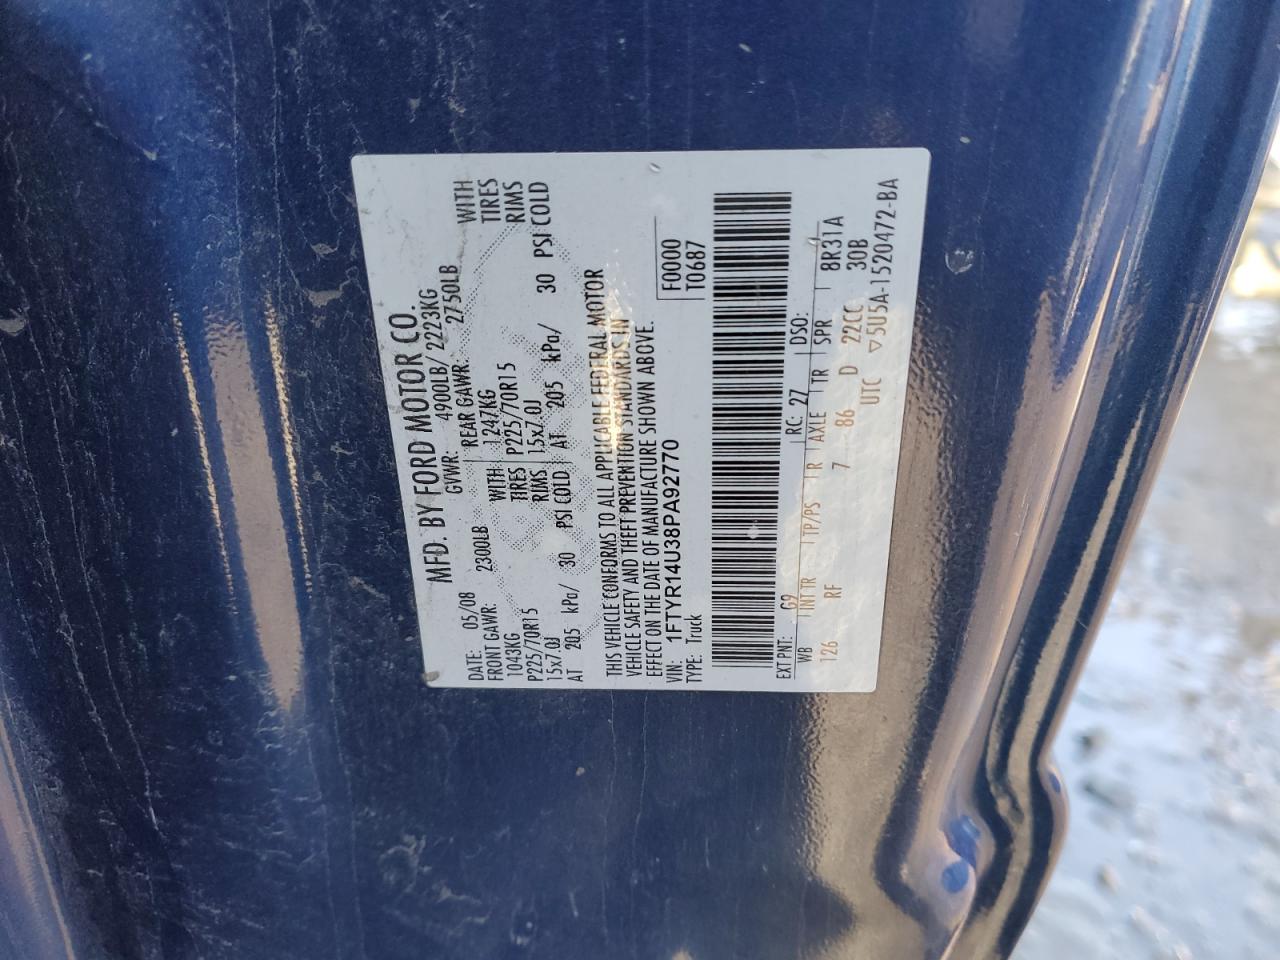 MFD. BY FORD MOTOR CO.
DATE: 05/08 GVWR: 4900LB/ 2223KG
FRONT GAWR: 2300LB REAR GAWR: 2750LB
1043KG WITH 1247KG WITH
P225/70R15 TIRES P225/70R15 TIRES
15x7.0J RIMS 15x7.0J RIMS
AT 205 kPa/ 30 PSI COLD AT 205 kPa/ 30 PSI COLD
THIS VEHICLE CONFORMS TO ALL APPLICABLE FEDERAL MOTOR
VEHICLE SAFETY AND THEFT PREVENTION STANDARDS IN
EFFECT ON THE DATE OF MANUFACTURE SHOWN ABOVE.
VIN: 1FTYR14U38PA92770 F0000
TYPE: Truck T0687
EXT PNT: G9 RC: 27 DSO:
WB INT TR TP/PS R AXLE TR SPR 8R31A
126 RF 7 86 D 22CC 30B
UTC ▽5U5A-1520472-BA